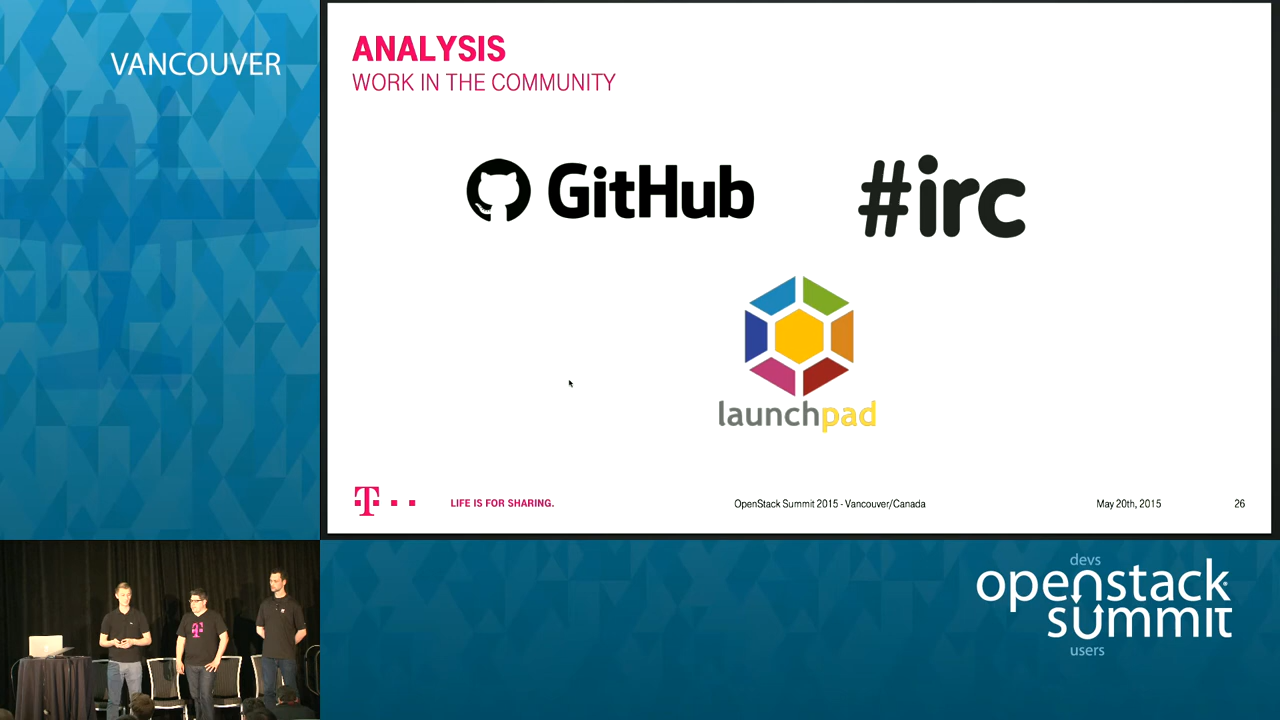 VANCOUVER
ANALYSIS
WORK IN THE COMMUNITY
GitHub
#irc
launchpad
T
LIFE IS FOR SHARING.
OpenStack Summit 2015 - Vancouver/Canada
May 20th, 2015
26
T
devs
openstack
summit
users